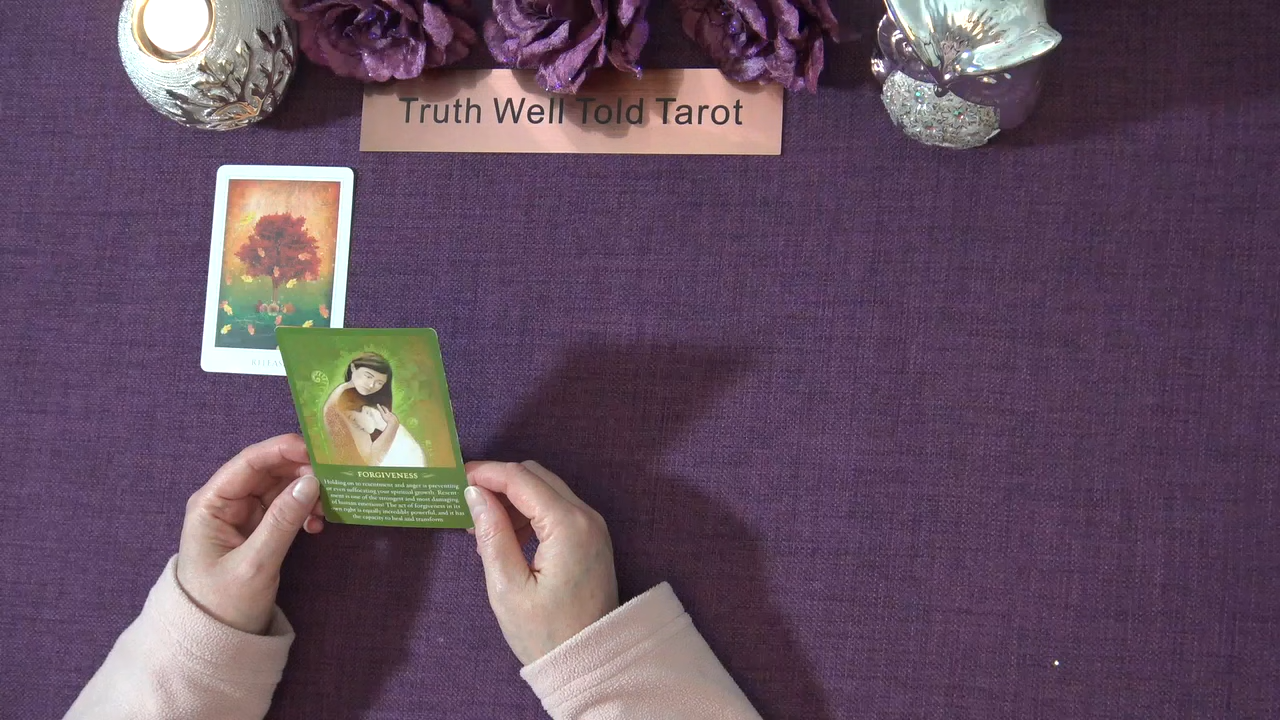 Truth Well Told Tarot
RELEAS
FORGIVENESS
Holding on to resentment and anger is preventing
or even suffocating your spiritual growth. Resent-
ment is one of the strongest and most damaging
of human emotions! The act of forgiveness in its
own right is equally incredibly powerful, and it has
the capacity to heal and transform.